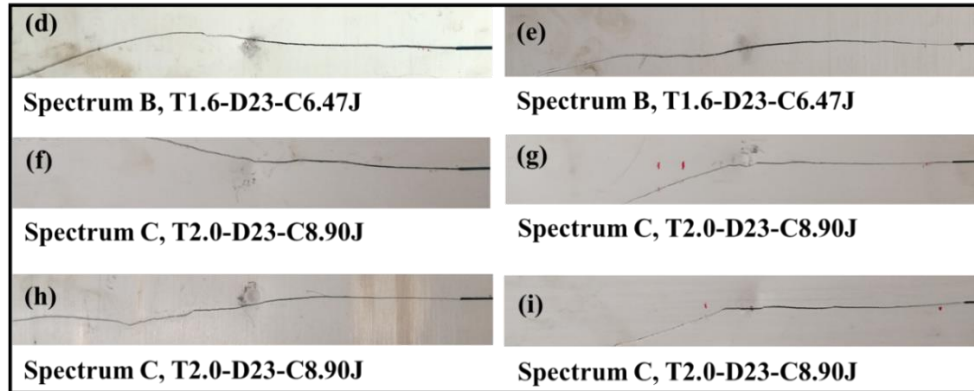 (d)
(e)
Spectrum B, T1.6-D23-C6.47J
Spectrum B, T1.6-D23-C6.47J
(f)
(g)
Spectrum C, T2.0-D23-C8.90J
Spectrum C, T2.0-D23-C8.90J
(h)
(i)
Spectrum C, T2.0-D23-C8.90J
Spectrum C, T2.0-D23-C8.90J